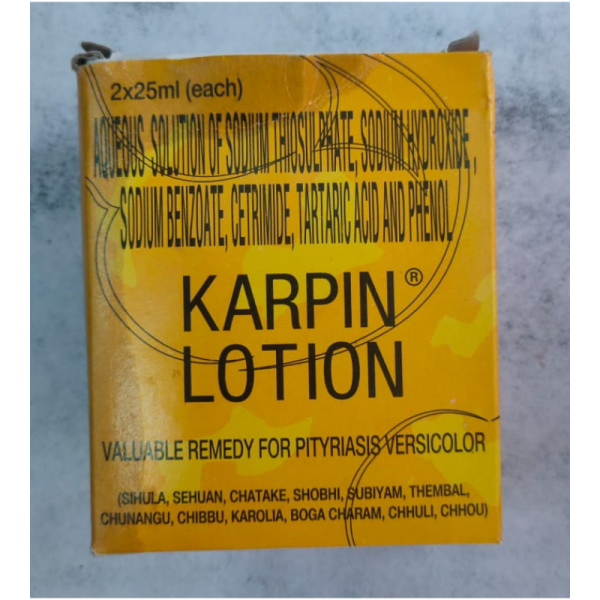 2x25ml (each)
AQUEOUS SOLUTION OF SODIUM THIOSULPHATE, SODIUM HYDROXIDE,
SODIUM BENZOATE, CETRIMIDE, TARTARIC ACID AND PHENOL
KARPIN®
LOTION
VALUABLE REMEDY FOR PITYRIASIS VERSICOLOR
(SIHULA, SEHUAN, CHATAKE, SHOBHI, SUBIYAM, THEMBAL,
CHUNANGU, CHIBBU, KAROLIA, BOGA CHARAM, CHHULI, CHHOU)